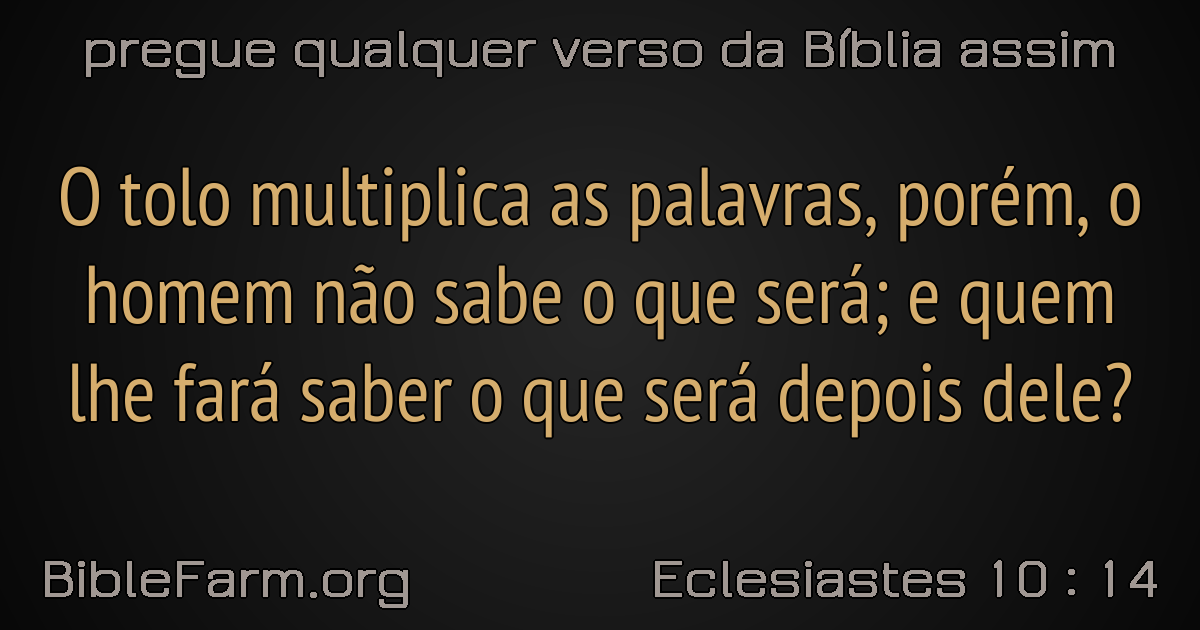 pregue qualquer verso da Bíblia assim
O tolo multiplica as palavras, porém, o
homem não sabe o que será; e quem
lhe fará saber o que será depois dele?
BibleFarm.org
Eclesiastes 10 : 14